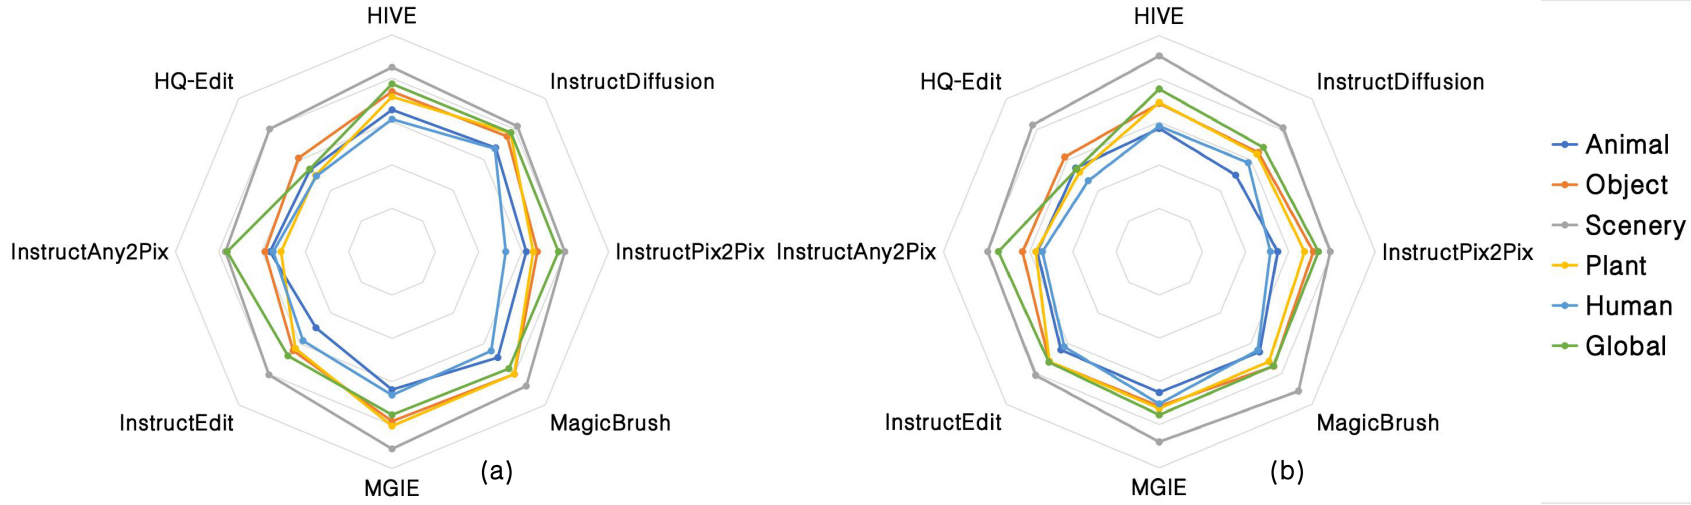 HIVE
HQ-Edit
InstructDiffusion
InstructAny2Pix
InstructPix2Pix
InstructEdit
MagicBrush
MGIE
(a)
HIVE
HQ-Edit
InstructDiffusion
InstructAny2Pix
InstructPix2Pix
InstructEdit
MagicBrush
MGIE
(b)
Animal
Object
Scenery
Plant
Human
Global